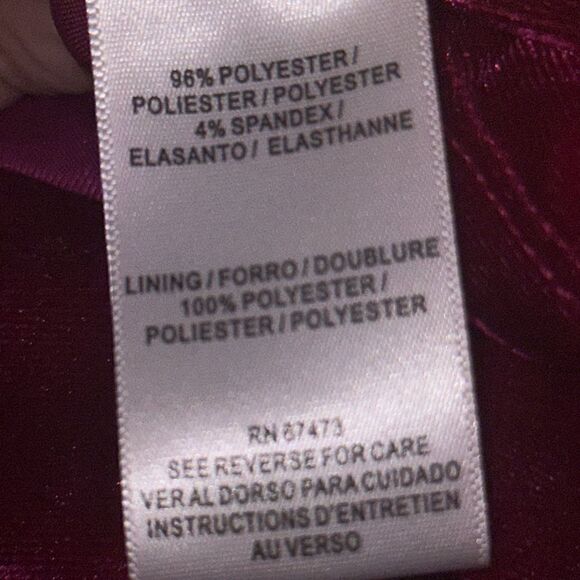 96% POLYESTER /
POLIESTER / POLYESTER
4% SPANDEX /
ELASANTO / ELASTHANNE
LINING / FORRO / DOUBLURE
100% POLYESTER /
POLIESTER / POLYESTER
RN 67473
SEE REVERSE FOR CARE
VER AL DORSO PARA CUIDADO
INSTRUCTIONS D'ENTRETIEN
AU VERSO